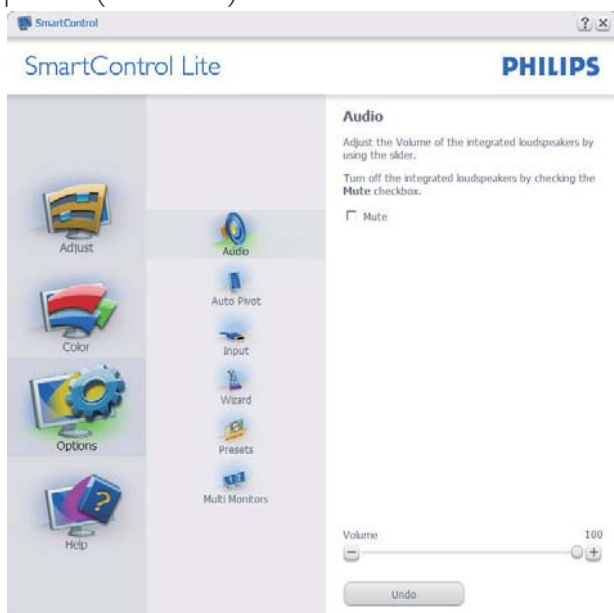 SmartControl
SmartControl Lite
PHILIPS
Adjust
Color
Options
Help
Audio
Auto Pivot
Input
Wizard
Presets
Multi Monitors
Audio
Adjust the Volume of the integrated loudspeakers by
using the slider.
Turn off the integrated loudspeakers by checking the
Mute checkbox.
Mute
Volume 100
Undo